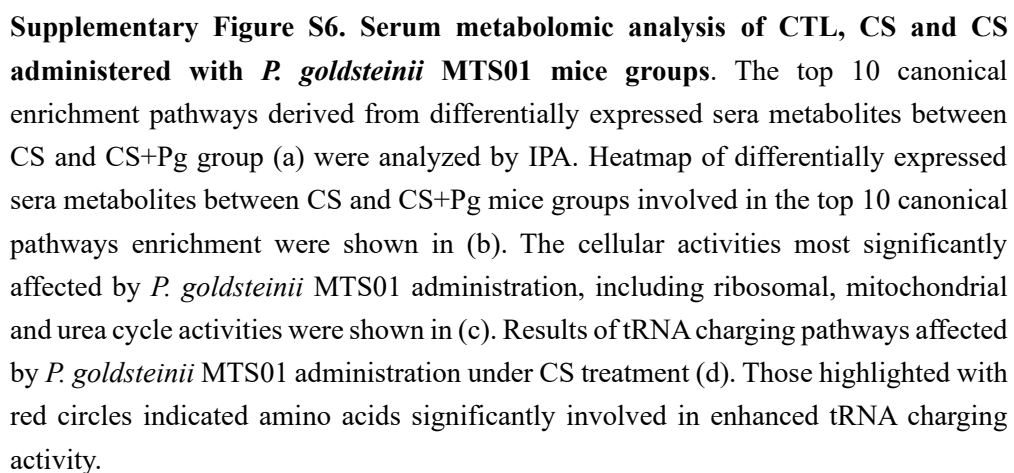 Supplementary Figure S6. Serum metabolomic analysis of CTL, CS and CS
administered with P. goldsteinii MTS01 mice groups. The top 10 canonical
enrichment pathways derived from differentially expressed sera metabolites between
CS and CS+Pg group (a) were analyzed by IPA. Heatmap of differentially expressed
sera metabolites between CS and CS+Pg mice groups involved in the top 10 canonical
pathways enrichment were shown in (b). The cellular activities most significantly
affected by P. goldsteinii MTS01 administration, including ribosomal, mitochondrial
and urea cycle activities were shown in (c). Results of tRNA charging pathways affected
by P. goldsteinii MTS01 administration under CS treatment (d). Those highlighted with
red circles indicated amino acids significantly involved in enhanced tRNA charging
activity.